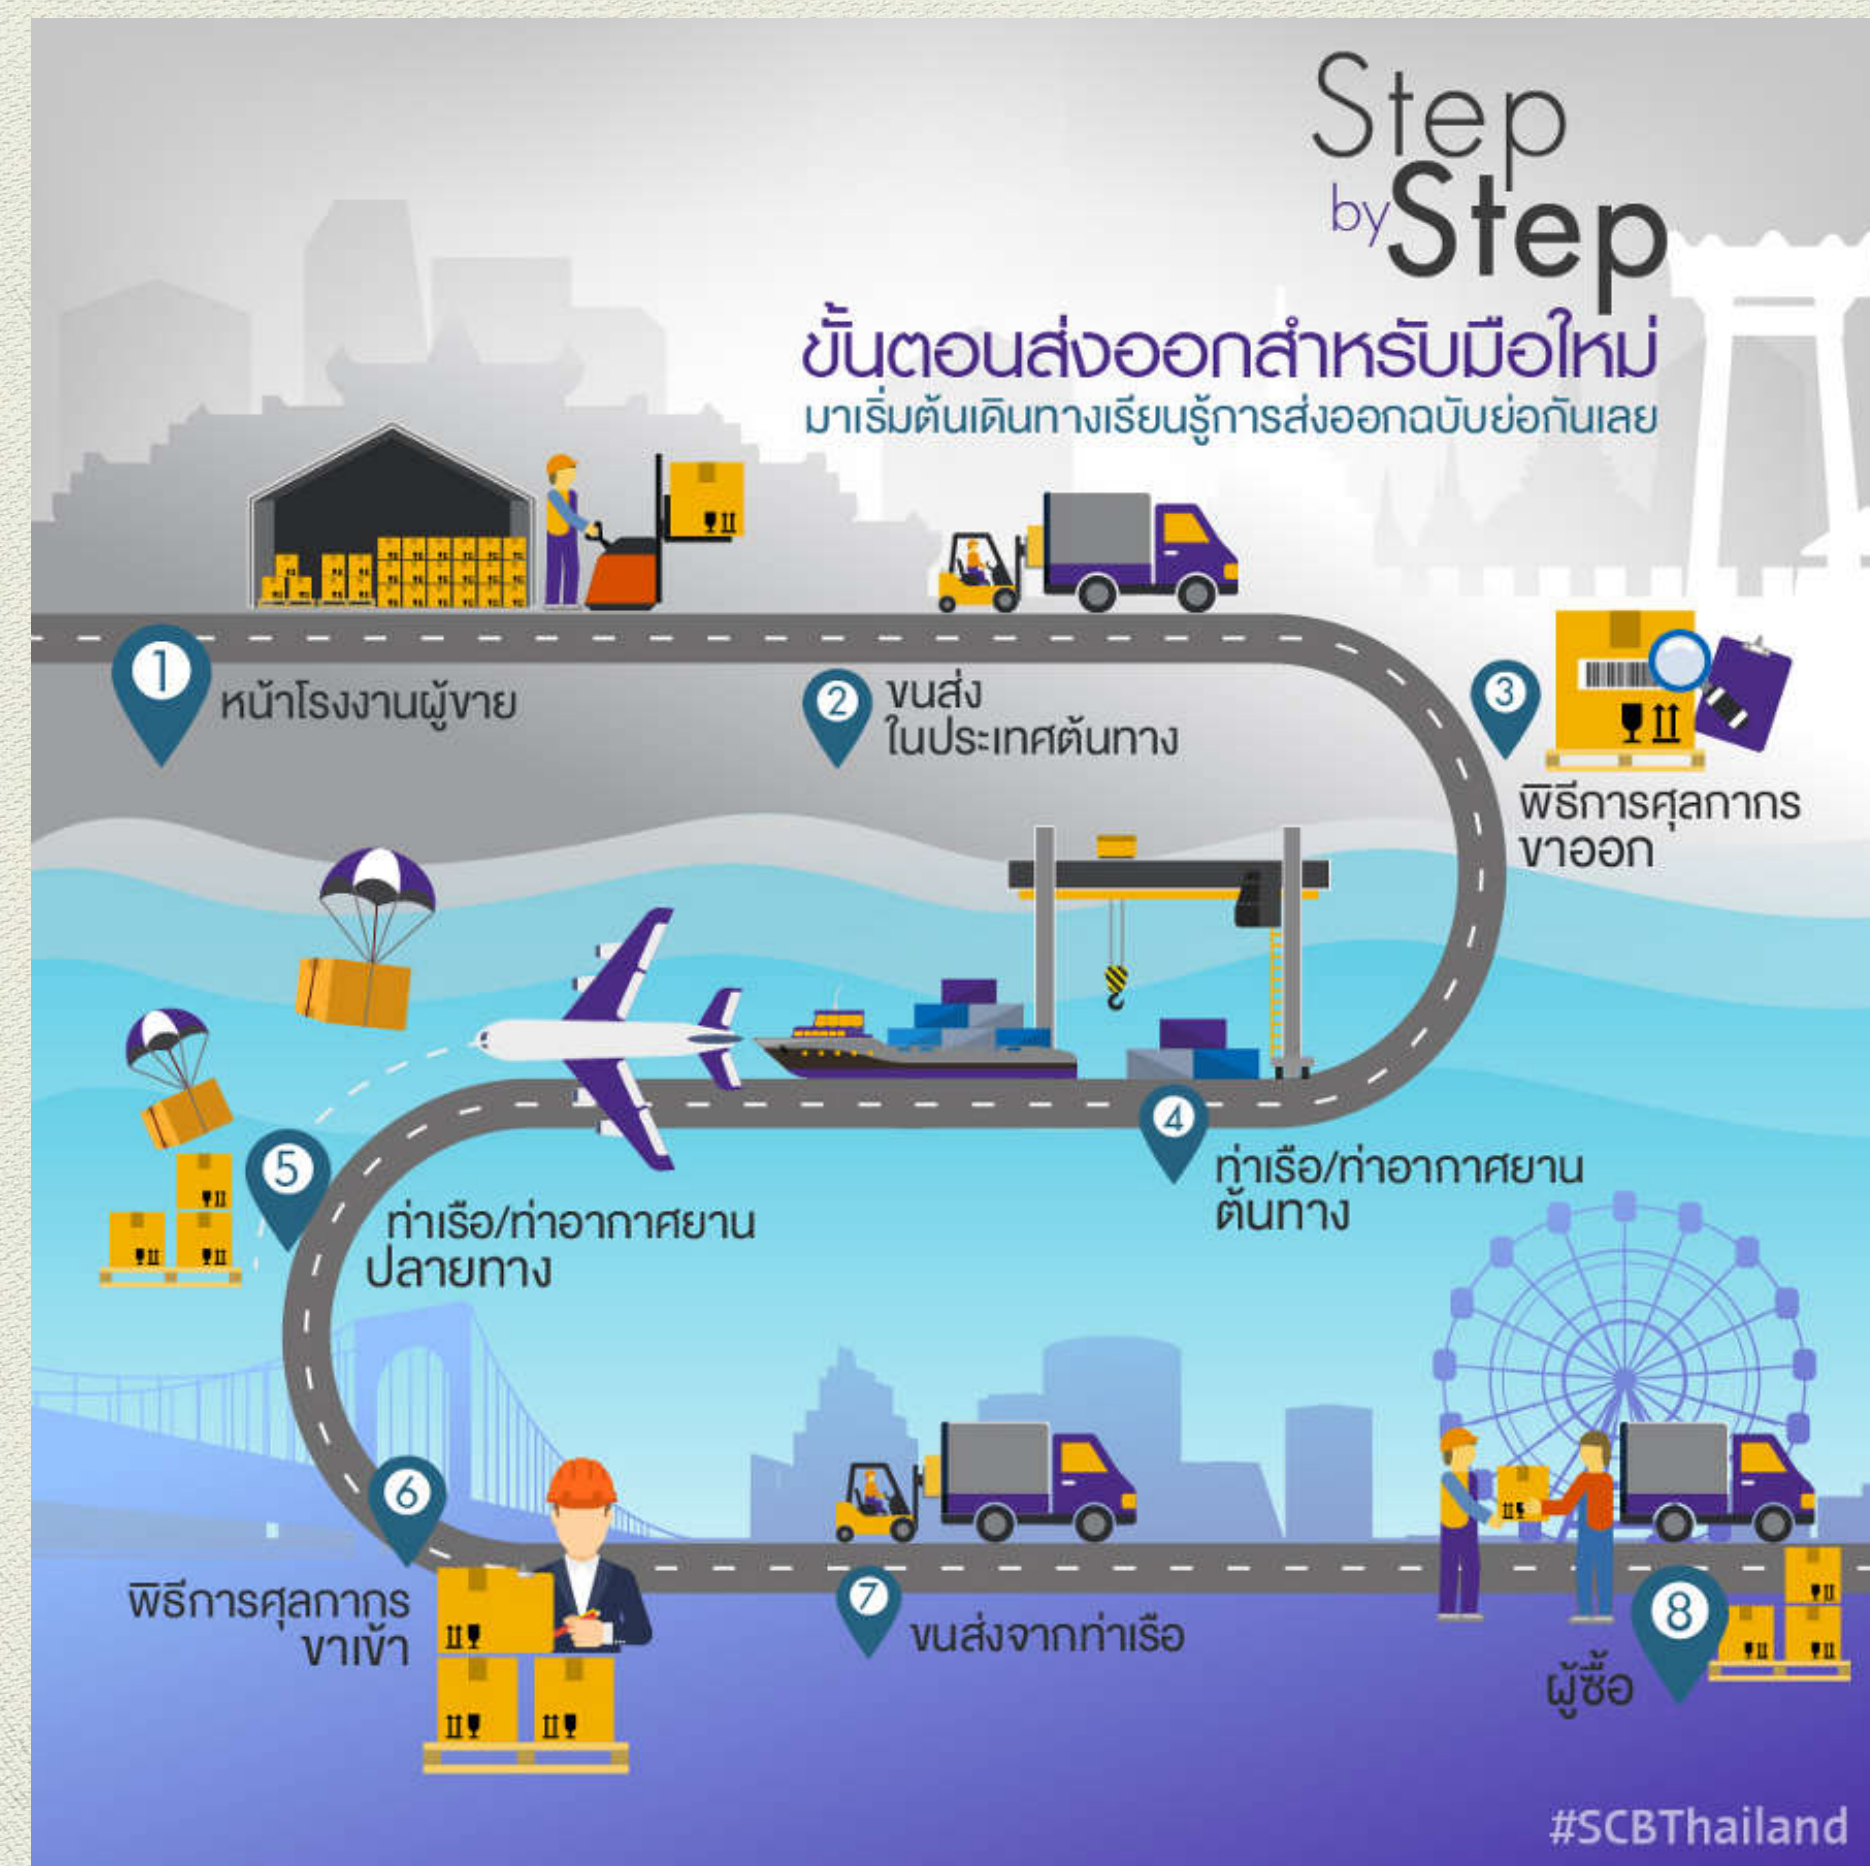 Step
by Step
ขั้นตอนส่งออกสำหรับมือใหม่
มาเริ่มต้นเดินทางเรียนรู้การส่งออกฉบับย่อกันเลย
1
หน้าโรงงานผู้ขาย
2
ขนส่ง
ในประเทศต้นทาง
3
พิธีการศุลกากร
ขาออก
4
ท่าเรือ/ท่าอากาศยาน
ต้นทาง
5
ท่าเรือ/ท่าอากาศยาน
ปลายทาง
6
พิธีการศุลกากร
ขาเข้า
7
ขนส่งจากท่าเรือ
8
ผู้ซื้อ
#SCBThailand